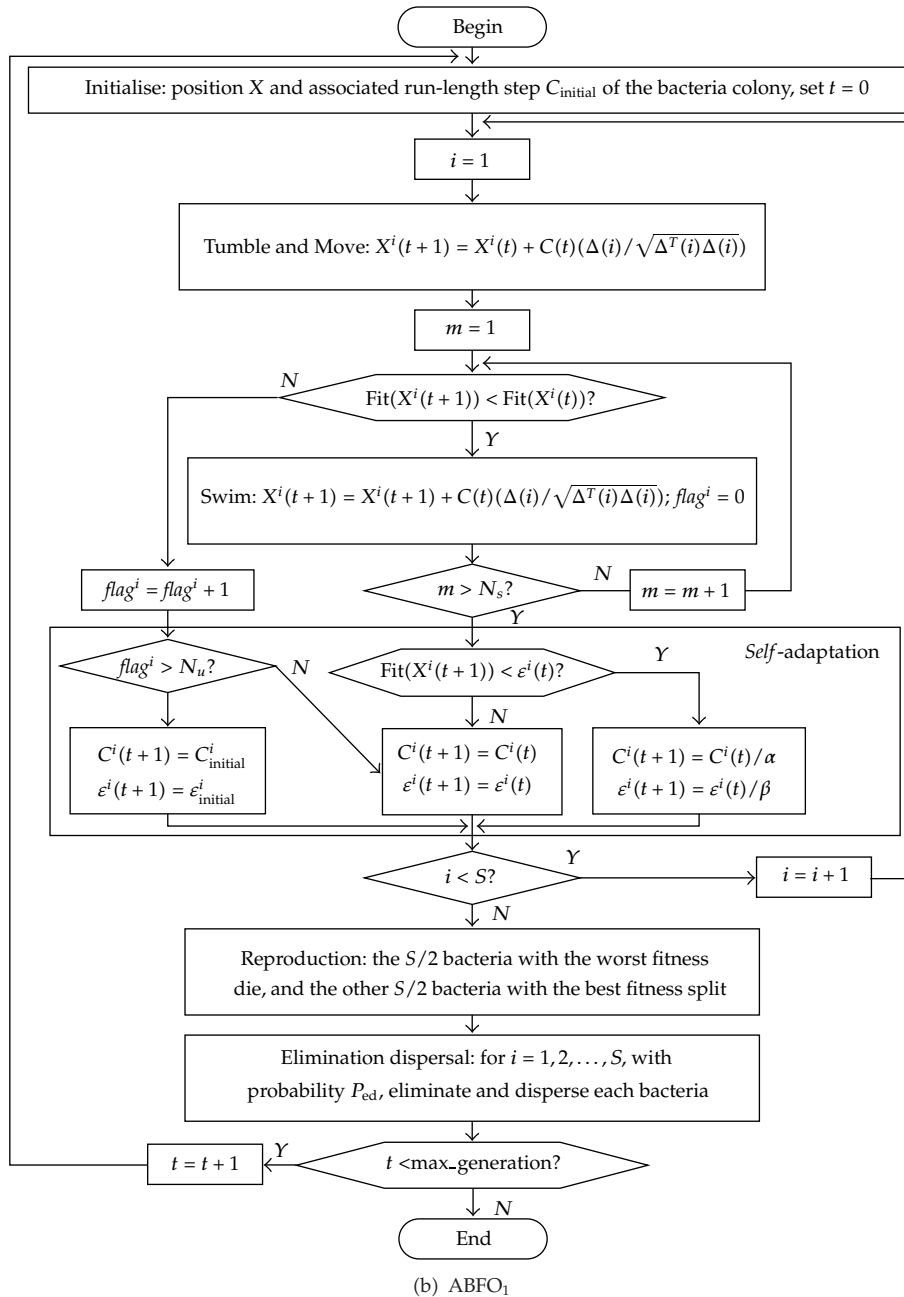 Begin
Initialise: position X and associated run-length step C_initial of the bacteria colony, set t = 0
i = 1
Tumble and Move: X^i(t + 1) = X^i(t) + C(t)(Δ(i)/√Δ^T(i)Δ(i))
m = 1
N
Fit(X^i(t + 1)) < Fit(X^i(t))?
Y
Swim: X^i(t + 1) = X^i(t + 1) + C(t)(Δ(i)/√Δ^T(i)Δ(i)); flag^i = 0
flag^i = flag^i + 1
m > N_s?
N
m = m + 1
Y
Self-adaptation
flag^i > N_u?
N
Fit(X^i(t + 1)) < ε^i(t)?
Y
N
C^i(t + 1) = C^i_initial
ε^i(t + 1) = ε^i_initial
C^i(t + 1) = C^i(t)
ε^i(t + 1) = ε^i(t)
C^i(t + 1) = C^i(t)/α
ε^i(t + 1) = ε^i(t)/β
i < S?
Y
i = i + 1
N
Reproduction: the S/2 bacteria with the worst fitness
die, and the other S/2 bacteria with the best fitness split
Elimination dispersal: for i = 1, 2, . . . , S, with
probability P_ed, eliminate and disperse each bacteria
t = t + 1
Y
t <max_generation?
N
End
(b) ABFO_1